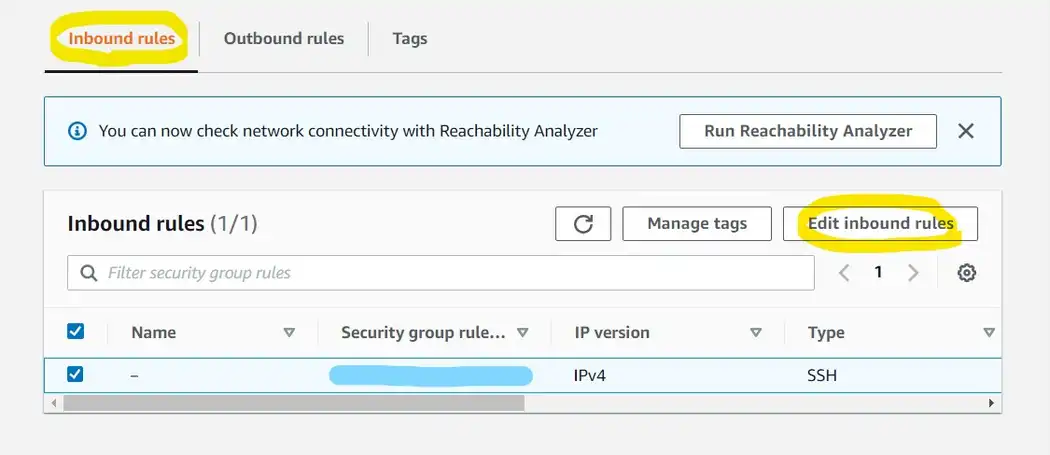 Inbound rules Outbound rules Tags
You can now check network connectivity with Reachability Analyzer Run Reachability Analyzer
Inbound rules (1/1) Manage tags Edit inbound rules
Filter security group rules 1
Name Security group rule... IP version Type
– IPv4 SSH